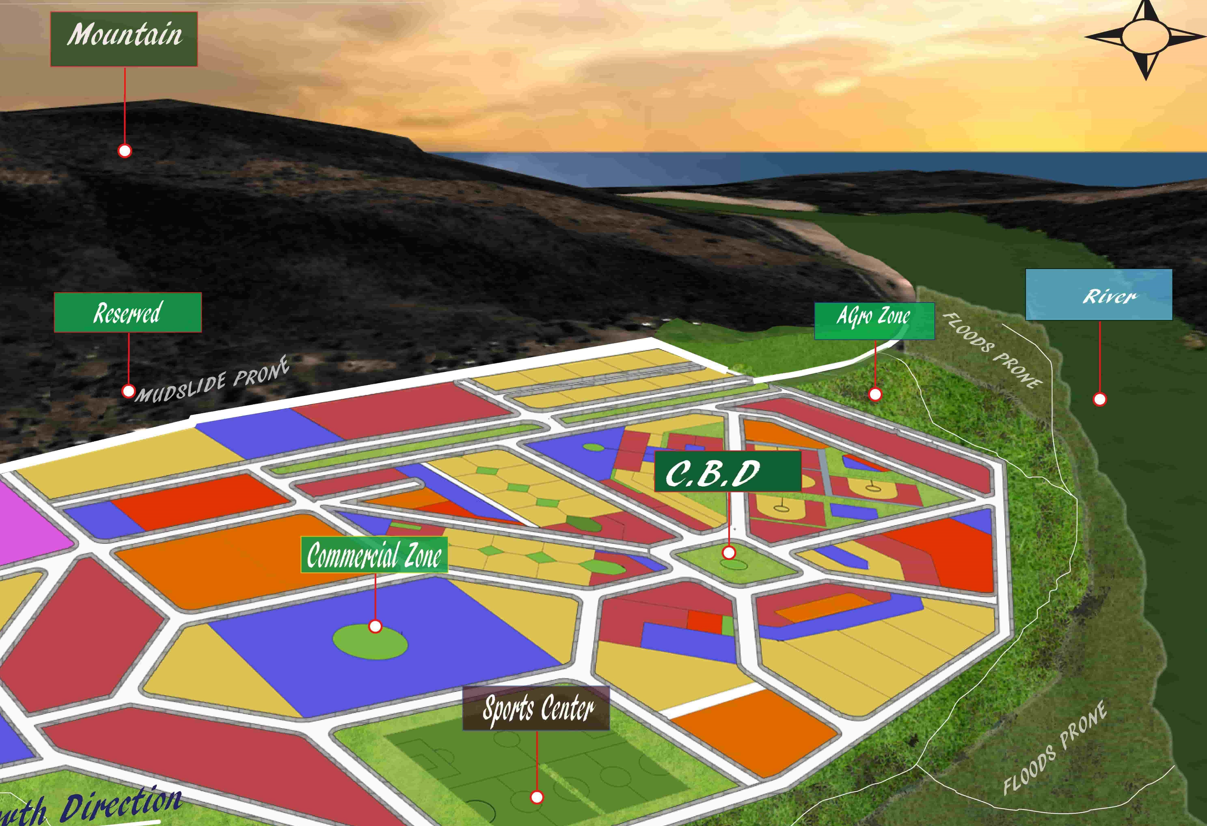 Mountain
Reserved
AGro Zone
River
FLOODS PRONE
MUDSLIDE PRONE
C.B.D
Commercial Zone
Sports Center
FLOODS PRONE
Direction